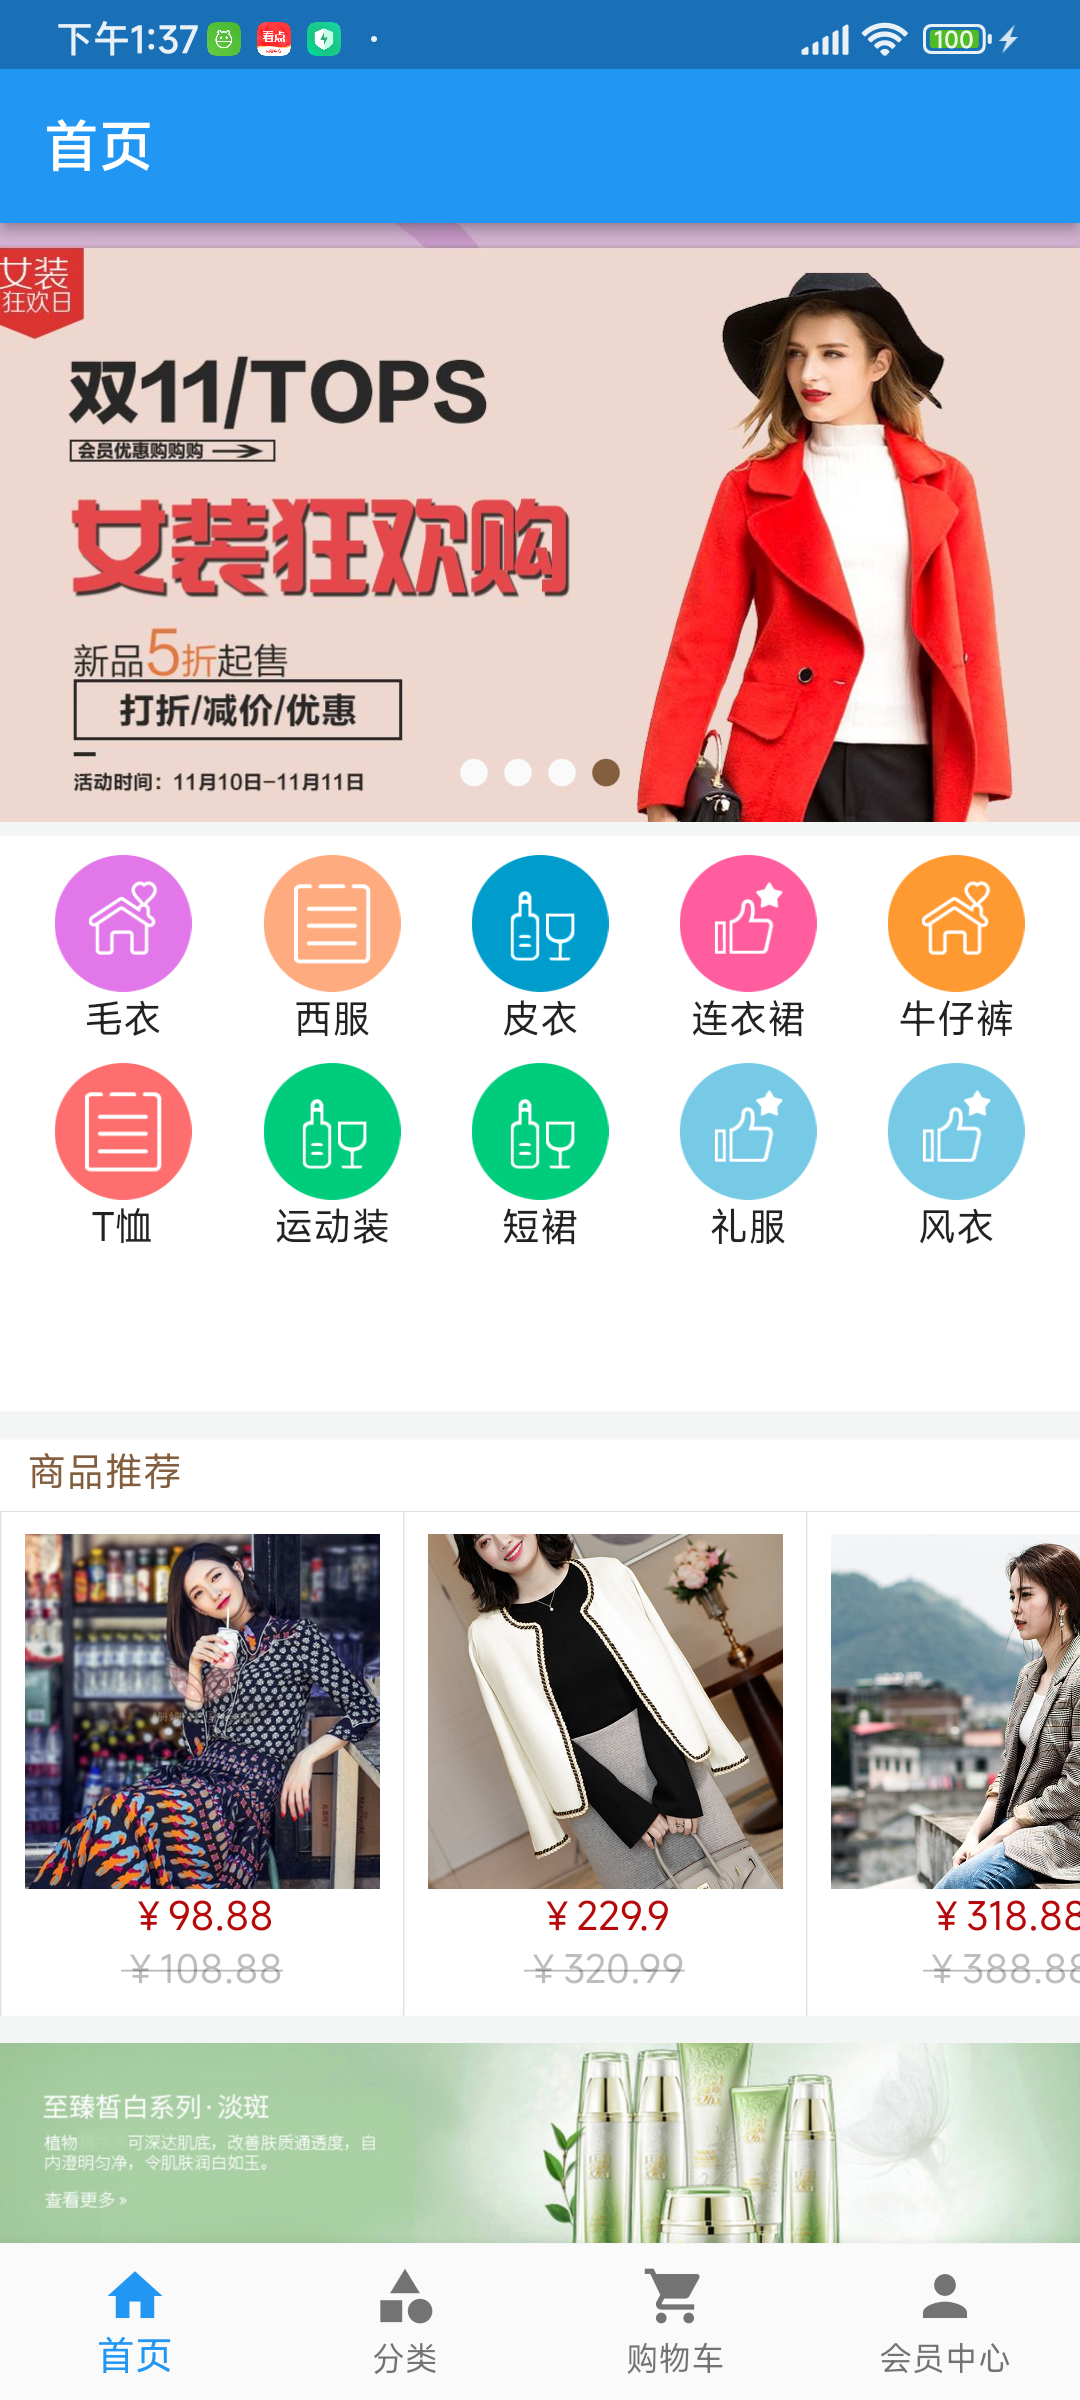 下午1:37
看点
100
首页
女装
狂欢日
双11/TOPS
会员优惠购购购
女装狂欢购
新品5折起售
打折/减价/优惠
活动时间：11月10日-11月11日
毛衣
西服
皮衣
连衣裙
牛仔裤
T恤
运动装
短裙
礼服
风衣
商品推荐
¥98.88
¥229.9
¥318.88
¥108.88
¥320.99
¥388.88
至臻皙白系列·淡斑
植物 可深达肌底，改善肤质通透度，自
内澄明匀净，令肌肤润白如玉。
查看更多»
首页
分类
购物车
会员中心